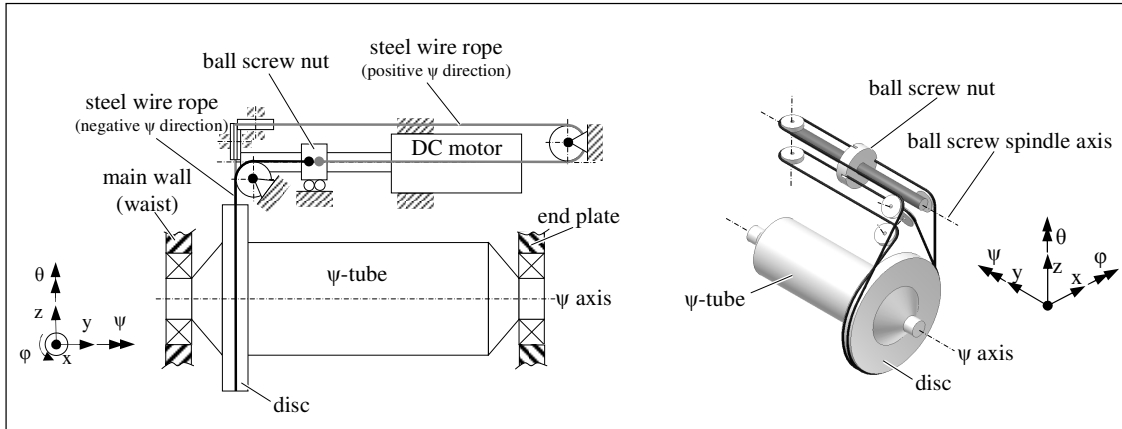 steel wire rope
(positive ψ direction)
ball screw nut
steel wire rope
(negative ψ direction)
DC motor
main wall
(waist)
end plate
ψ-tube
ψ axis
θ
z
y
ψ
φ
x
disc
ball screw nut
ball screw spindle axis
θ
ψ
φ
z
y
x
ψ-tube
ψ axis
disc